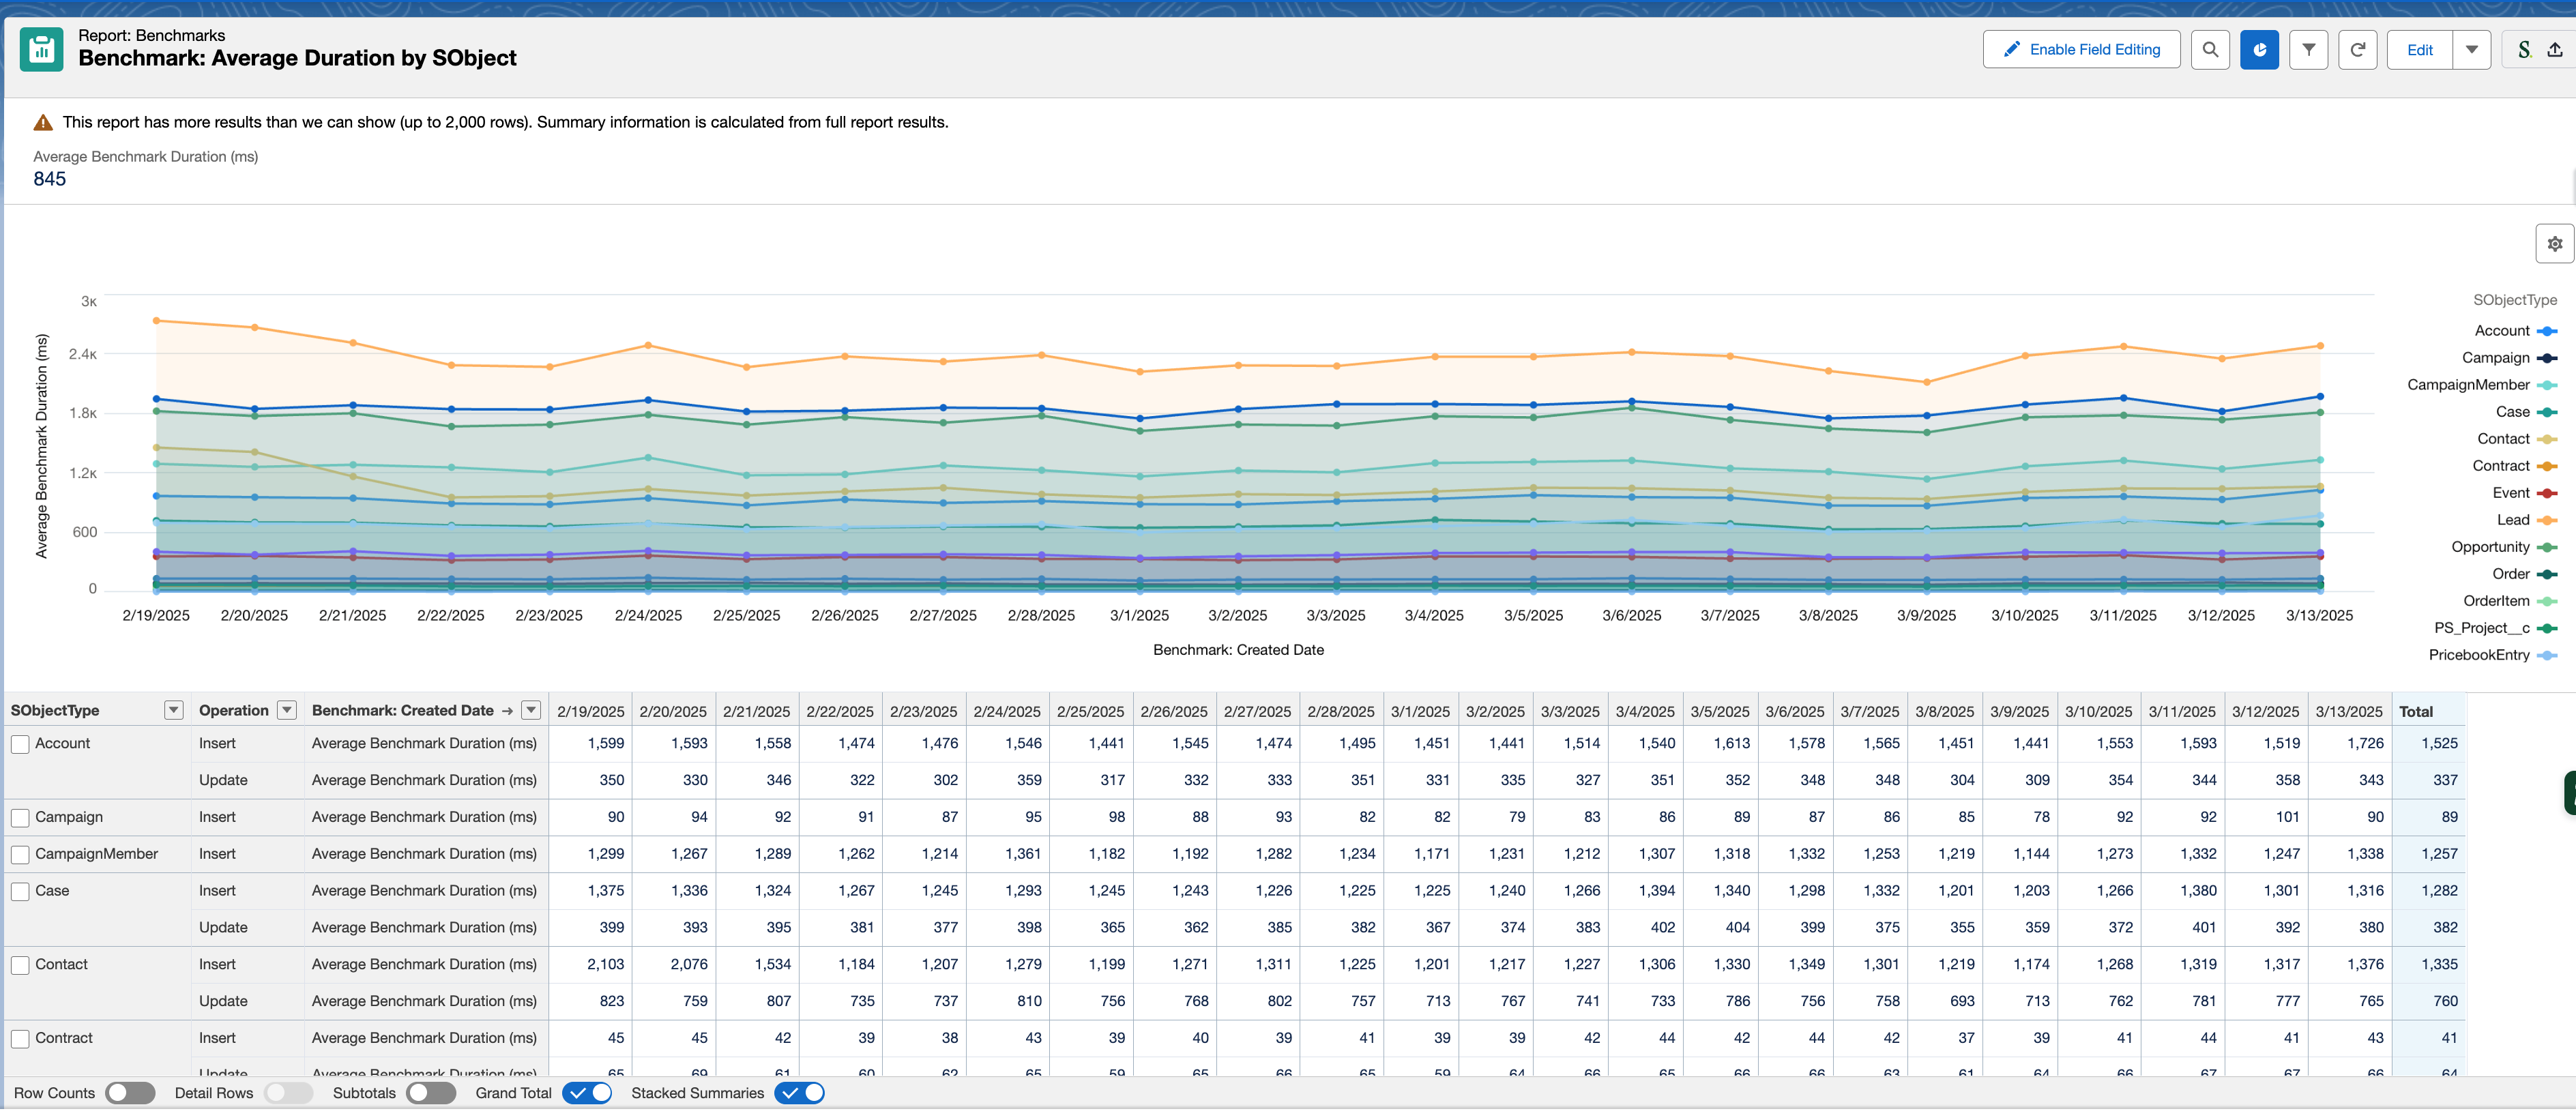 Report: Benchmarks
Benchmark: Average Duration by SObject
Enable Field Editing
Edit
S
This report has more results than we can show (up to 2,000 rows). Summary information is calculated from full report results.
Average Benchmark Duration (ms)
845
Average Benchmark Duration (ms)
3K
2.4K
1.8K
1.2K
600
0
2/19/2025 2/20/2025 2/21/2025 2/22/2025 2/23/2025 2/24/2025 2/25/2025 2/26/2025 2/27/2025 2/28/2025 3/1/2025 3/2/2025 3/3/2025 3/4/2025 3/5/2025 3/6/2025 3/7/2025 3/8/2025 3/9/2025 3/10/2025 3/11/2025 3/12/2025 3/13/2025
Benchmark: Created Date
SObjectType
Account
Campaign
CampaignMember
Case
Contact
Contract
Event
Lead
Opportunity
Order
OrderItem
PS_Project__c
PricebookEntry
SObjectType Operation Benchmark: Created Date → 2/19/2025 2/20/2025 2/21/2025 2/22/2025 2/23/2025 2/24/2025 2/25/2025 2/26/2025 2/27/2025 2/28/2025 3/1/2025 3/2/2025 3/3/2025 3/4/2025 3/5/2025 3/6/2025 3/7/2025 3/8/2025 3/9/2025 3/10/2025 3/11/2025 3/12/2025 3/13/2025 Total
Account Insert Average Benchmark Duration (ms) 1,599 1,593 1,558 1,474 1,476 1,546 1,441 1,545 1,474 1,495 1,451 1,441 1,514 1,540 1,613 1,578 1,565 1,451 1,441 1,553 1,593 1,519 1,726 1,525
Update Average Benchmark Duration (ms) 350 330 346 322 302 359 317 332 333 351 331 335 327 351 352 348 348 304 309 354 344 358 343 337
Campaign Insert Average Benchmark Duration (ms) 90 94 92 91 87 95 98 88 93 82 82 79 83 86 89 87 86 85 78 92 92 101 90 89
CampaignMember Insert Average Benchmark Duration (ms) 1,299 1,267 1,289 1,262 1,214 1,361 1,182 1,192 1,282 1,234 1,171 1,231 1,212 1,307 1,318 1,332 1,253 1,219 1,144 1,273 1,332 1,247 1,338 1,257
Case Insert Average Benchmark Duration (ms) 1,375 1,336 1,324 1,267 1,245 1,293 1,245 1,243 1,226 1,225 1,225 1,240 1,266 1,394 1,340 1,298 1,332 1,201 1,203 1,266 1,380 1,301 1,316 1,282
Update Average Benchmark Duration (ms) 399 393 395 381 377 398 365 362 385 382 367 374 383 402 404 399 375 355 359 372 401 392 380 382
Contact Insert Average Benchmark Duration (ms) 2,103 2,076 1,534 1,184 1,207 1,279 1,199 1,271 1,311 1,225 1,201 1,217 1,227 1,306 1,330 1,349 1,301 1,219 1,174 1,268 1,319 1,317 1,376 1,335
Update Average Benchmark Duration (ms) 823 759 807 735 737 810 756 768 802 757 713 767 741 733 786 756 758 693 713 762 781 777 765 760
Contract Insert Average Benchmark Duration (ms) 45 45 42 39 38 43 39 40 39 41 39 39 42 44 42 44 42 37 39 41 44 41 43 41
Update Average Benchmark Duration (ms) 65 69 61 60 62 65 59 65 66 65 59 64 66 65 66 66 63 61 64 66 67 67 66 64
Row Counts Detail Rows Subtotals Grand Total Stacked Summaries